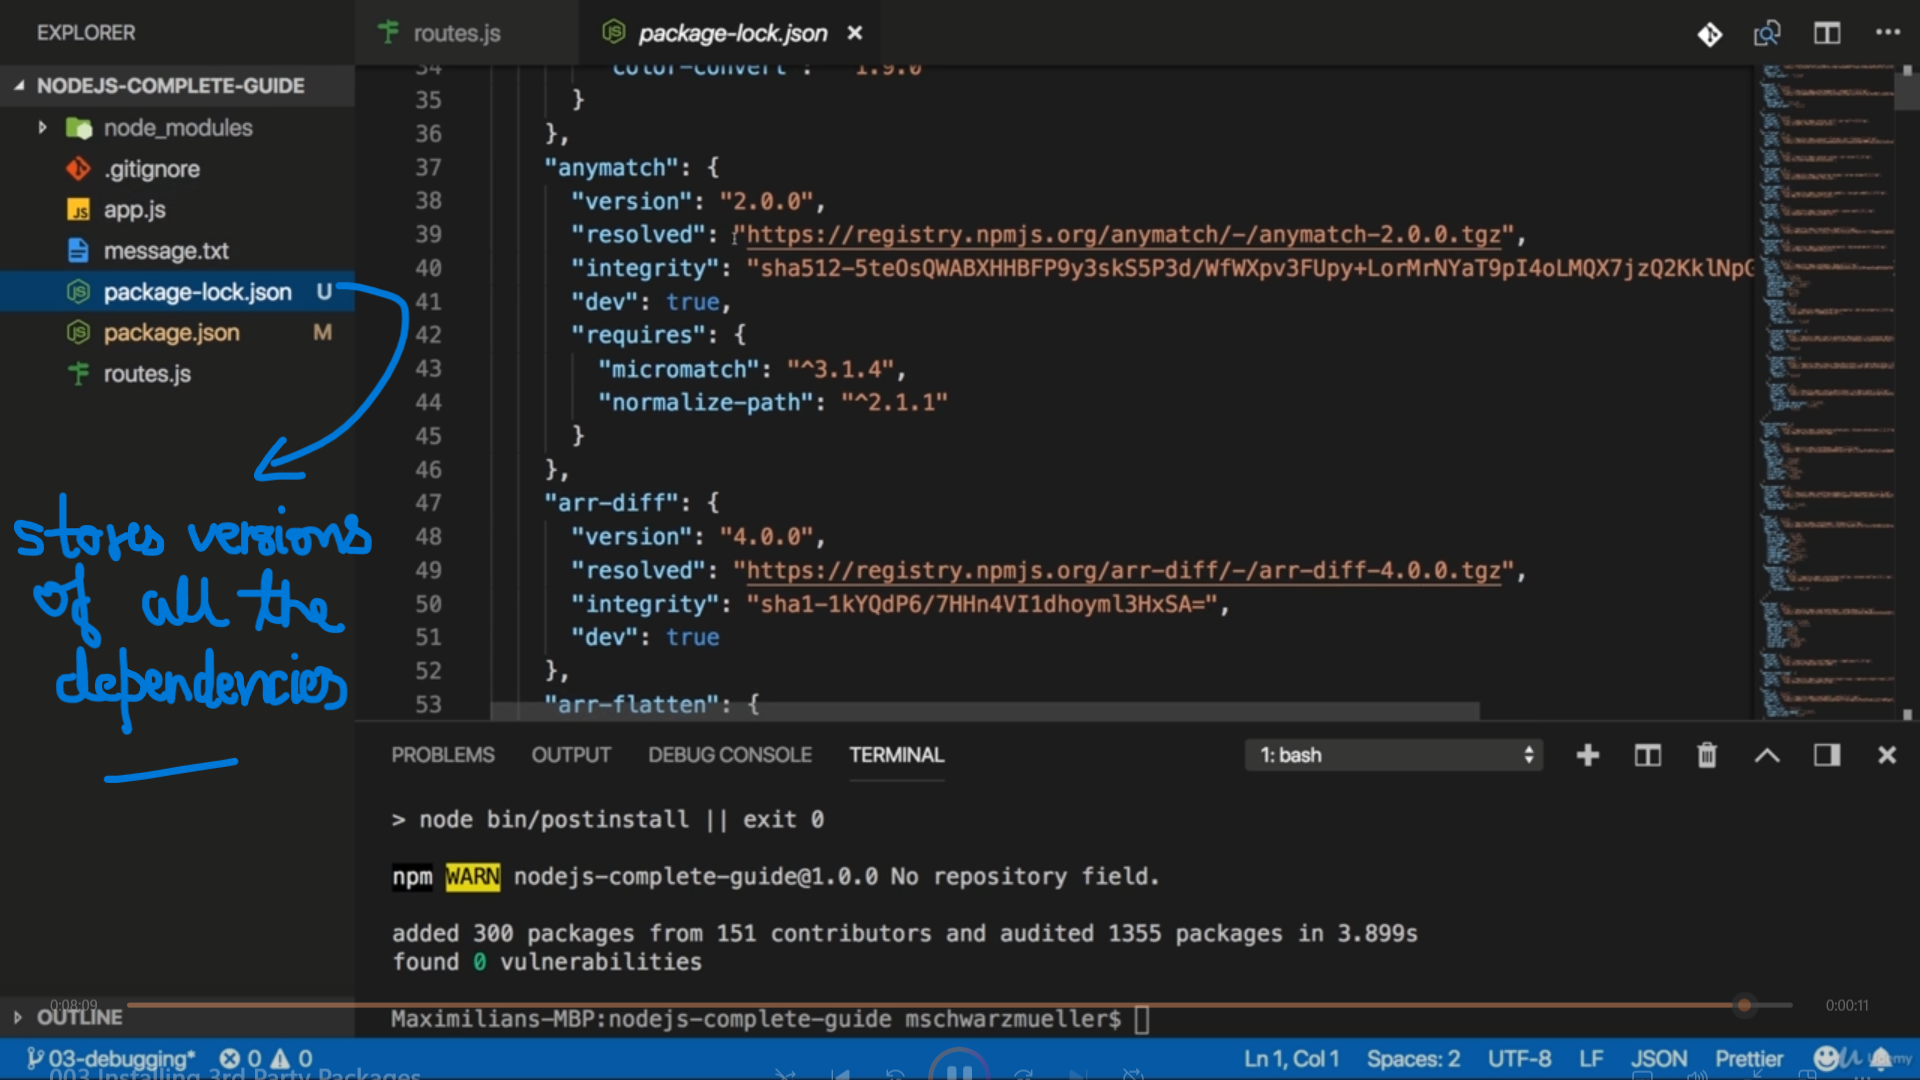 EXPLORER
routes.js
package-lock.json
NODEJS-COMPLETE-GUIDE
node_modules
.gitignore
app.js
message.txt
package-lock.json U
package.json M
routes.js
stores versions
of all the
dependencies
34 "color-convert": "1.9.0"
35 }
36 },
37 "anymatch": {
38 "version": "2.0.0",
39 "resolved": "https://registry.npmjs.org/anymatch/-/anymatch-2.0.0.tgz",
40 "integrity": "sha512-5teOsQWABXHHBFP9y3skS5P3d/WfWXpv3FUpy+LorMrNYaT9pI4oLMQX7jzQ2KklNpG
41 "dev": true,
42 "requires": {
43 "micromatch": "^3.1.4",
44 "normalize-path": "^2.1.1"
45 }
46 },
47 "arr-diff": {
48 "version": "4.0.0",
49 "resolved": "https://registry.npmjs.org/arr-diff/-/arr-diff-4.0.0.tgz",
50 "integrity": "sha1-1kYQdP6/7HHn4VI1dhoyml3HxSA=",
51 "dev": true
52 },
53 "arr-flatten": {
PROBLEMS OUTPUT DEBUG CONSOLE TERMINAL
1: bash
> node bin/postinstall || exit 0
npm WARN nodejs-complete-guide@1.0.0 No repository field.
added 300 packages from 151 contributors and audited 1355 packages in 3.899s
found 0 vulnerabilities
Maximilians-MBP:nodejs-complete-guide mschwarzmueller$
0:08:09
0:00:11
OUTLINE
03-debugging* 0 0
Ln 1, Col 1 Spaces: 2 UTF-8 LF JSON Prettier
Udemy
003 Installing 3rd Party Packages